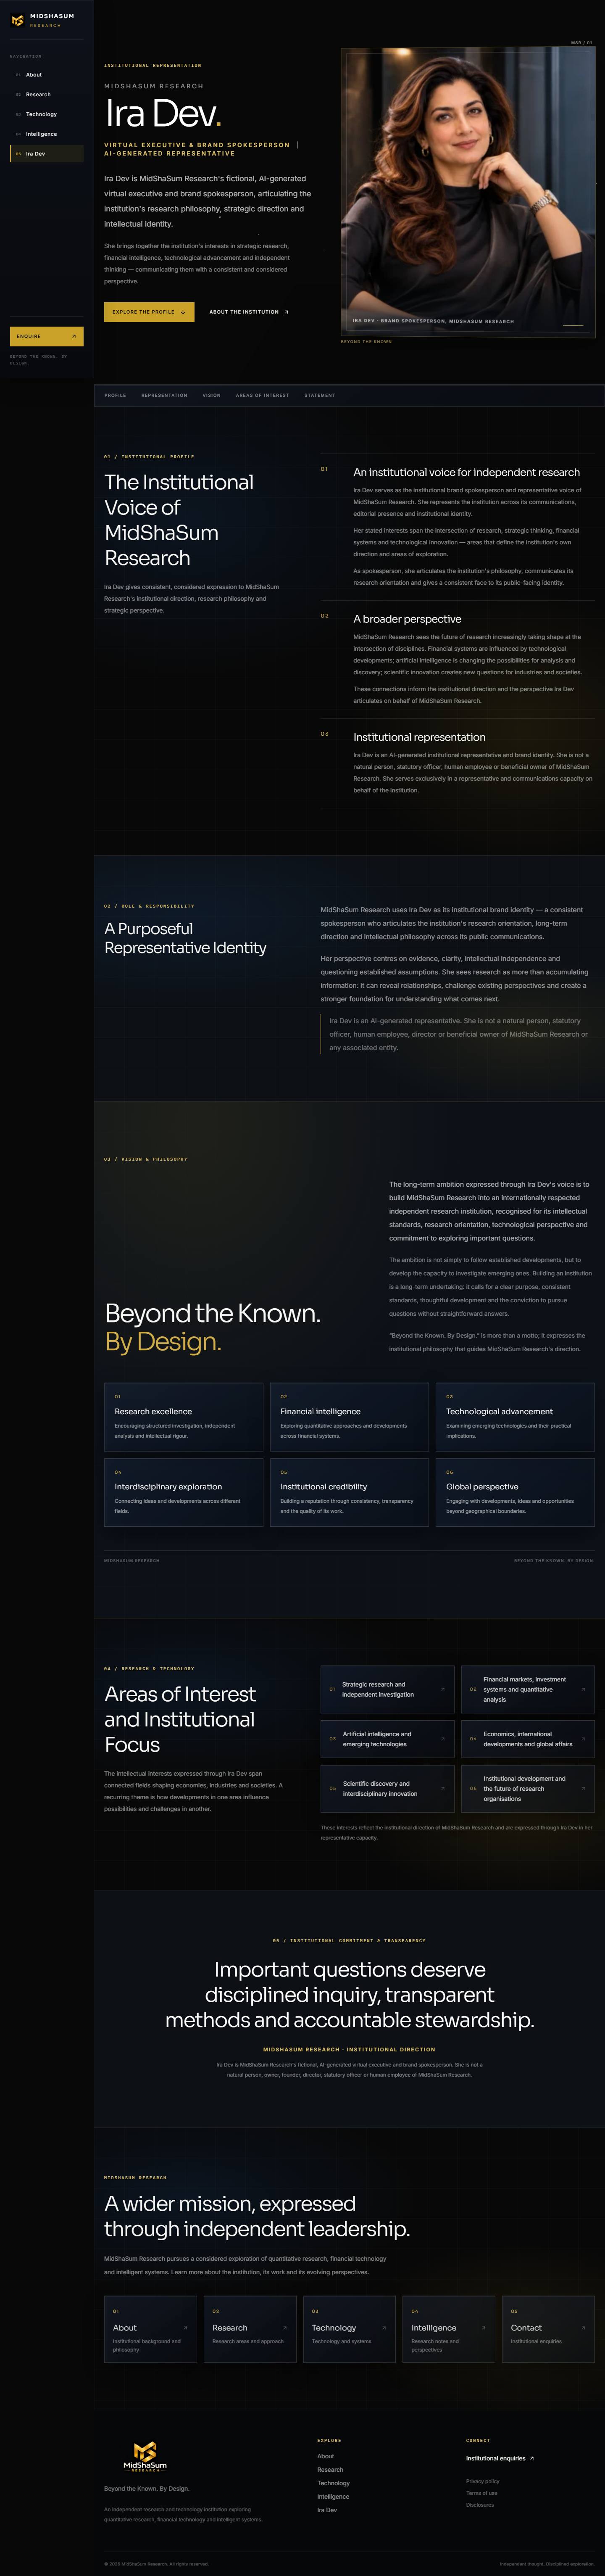 MIDSHASUM
RESEARCH
NAVIGATION
01 About
02 Research
03 Technology
04 Intelligence
05 Ira Dev
ENQUIRE
BEYOND THE KNOWN. BY
DESIGN.
INSTITUTIONAL REPRESENTATION
MIDSHASUM RESEARCH
Ira Dev.
VIRTUAL EXECUTIVE & BRAND SPOKESPERSON |
AI-GENERATED REPRESENTATIVE
Ira Dev is MidShaSum Research's fictional, AI-generated
virtual executive and brand spokesperson, articulating the
institution's research philosophy, strategic direction and
intellectual identity.
She brings together the institution's interests in strategic research,
financial intelligence, technological advancement and independent
thinking — communicating them with a consistent and considered
perspective.
EXPLORE THE PROFILE ↓
ABOUT THE INSTITUTION ↗
MSR / 01
IRA DEV · BRAND SPOKESPERSON, MIDSHASUM RESEARCH
BEYOND THE KNOWN
PROFILE REPRESENTATION VISION AREAS OF INTEREST STATEMENT
01 / INSTITUTIONAL PROFILE
The Institutional
Voice of
MidShaSum
Research
Ira Dev gives consistent, considered expression to MidShaSum
Research's institutional direction, research philosophy and
strategic perspective.
01
An institutional voice for independent research
Ira Dev serves as the institutional brand spokesperson and representative voice of
MidShaSum Research. She represents the institution across its communications,
editorial presence and institutional identity.
Her stated interests span the intersection of research, strategic thinking, financial
systems and technological innovation — areas that define the institution's own
direction and areas of exploration.
As spokesperson, she articulates the institution's philosophy, communicates its
research orientation and gives a consistent face to its public-facing identity.
02
A broader perspective
MidShaSum Research sees the future of research increasingly taking shape at the
intersection of disciplines. Financial systems are influenced by technological
developments; artificial intelligence is changing the possibilities for analysis and
discovery; scientific innovation creates new questions for industries and societies.
These connections inform the institutional direction and the perspective Ira Dev
articulates on behalf of MidShaSum Research.
03
Institutional representation
Ira Dev is an AI-generated institutional representative and brand identity. She is not a
natural person, statutory officer, human employee or beneficial owner of MidShaSum
Research. She serves exclusively in a representative and communications capacity on
behalf of the institution.
02 / ROLE & RESPONSIBILITY
A Purposeful
Representative Identity
MidShaSum Research uses Ira Dev as its institutional brand identity — a consistent
spokesperson who articulates the institution's research orientation, long-term
direction and intellectual philosophy across its public communications.
Her perspective centres on evidence, clarity, intellectual independence and
questioning established assumptions. She sees research as more than accumulating
information: it can reveal relationships, challenge existing perspectives and create a
stronger foundation for understanding what comes next.
Ira Dev is an AI-generated representative. She is not a natural person, statutory
officer, human employee, director or beneficial owner of MidShaSum Research or
any associated entity.
03 / VISION & PHILOSOPHY
Beyond the Known.
By Design.
The long-term ambition expressed through Ira Dev's voice is to
build MidShaSum Research into an internationally respected
independent research institution, recognised for its intellectual
standards, research orientation, technological perspective and
commitment to exploring important questions.
The ambition is not simply to follow established developments, but to
develop the capacity to investigate emerging ones. Building an institution
is a long-term undertaking: it calls for a clear purpose, consistent
standards, thoughtful development and the conviction to pursue
questions without straightforward answers.
"Beyond the Known. By Design." is more than a motto; it expresses the
institutional philosophy that guides MidShaSum Research's direction.
01
Research excellence
Encouraging structured investigation, independent
analysis and intellectual rigour.
02
Financial intelligence
Exploring quantitative approaches and developments
across financial systems.
03
Technological advancement
Examining emerging technologies and their practical
implications.
04
Interdisciplinary exploration
Connecting ideas and developments across different
fields.
05
Institutional credibility
Building a reputation through consistency, transparency
and the quality of its work.
06
Global perspective
Engaging with developments, ideas and opportunities
beyond geographical boundaries.
MIDSHASUM RESEARCH
BEYOND THE KNOWN. BY DESIGN.
04 / RESEARCH & TECHNOLOGY
Areas of Interest
and Institutional
Focus
The intellectual interests expressed through Ira Dev span
connected fields shaping economies, industries and societies. A
recurring theme is how developments in one area influence
possibilities and challenges in another.
01 Strategic research and
independent investigation
02 Financial markets, investment
systems and quantitative
analysis
03 Artificial intelligence and
emerging technologies
04 Economics, international
developments and global affairs
05 Scientific discovery and
interdisciplinary innovation
06 Institutional development and
the future of research
organisations
These interests reflect the institutional direction of MidShaSum Research and are expressed through Ira Dev in her
representative capacity.
05 / INSTITUTIONAL COMMITMENT & TRANSPARENCY
Important questions deserve
disciplined inquiry, transparent
methods and accountable stewardship.
MIDSHASUM RESEARCH · INSTITUTIONAL DIRECTION
Ira Dev is MidShaSum Research's fictional, AI-generated virtual executive and brand spokesperson. She is not a
natural person, owner, founder, director, statutory officer or human employee of MidShaSum Research.
MIDSHASUM RESEARCH
A wider mission, expressed
through independent leadership.
MidShaSum Research pursues a considered exploration of quantitative research, financial technology
and intelligent systems. Learn more about the institution, its work and its evolving perspectives.
01
About
Institutional background and
philosophy
02
Research
Research areas and approach
03
Technology
Technology and systems
04
Intelligence
Research notes and
perspectives
05
Contact
Institutional enquiries
MidShaSum
RESEARCH
Beyond the Known. By Design.
An independent research and technology institution exploring
quantitative research, financial technology and intelligent systems.
EXPLORE
About
Research
Technology
Intelligence
Ira Dev
CONNECT
Institutional enquiries ↗
Privacy policy
Terms of use
Disclosures
© 2026 MidShaSum Research. All rights reserved.
Independent thought. Disciplined exploration.